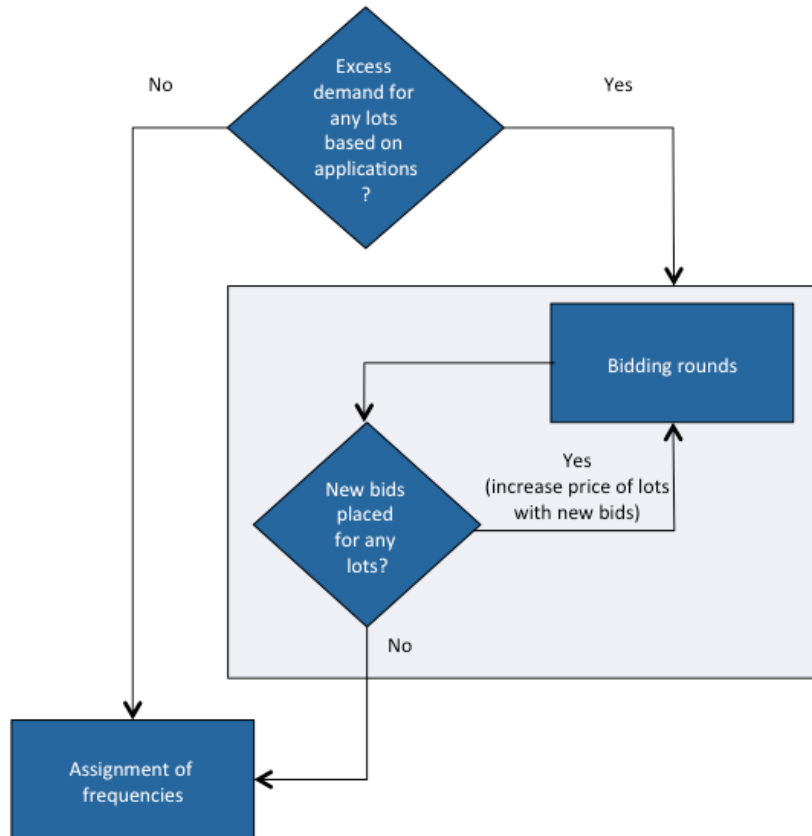 No
Excess
demand for
any lots
based on
applications
?
Yes
Bidding rounds
Yes
(increase price of lots
with new bids)
New bids
placed
for any
lots?
No
Assignment of
frequencies